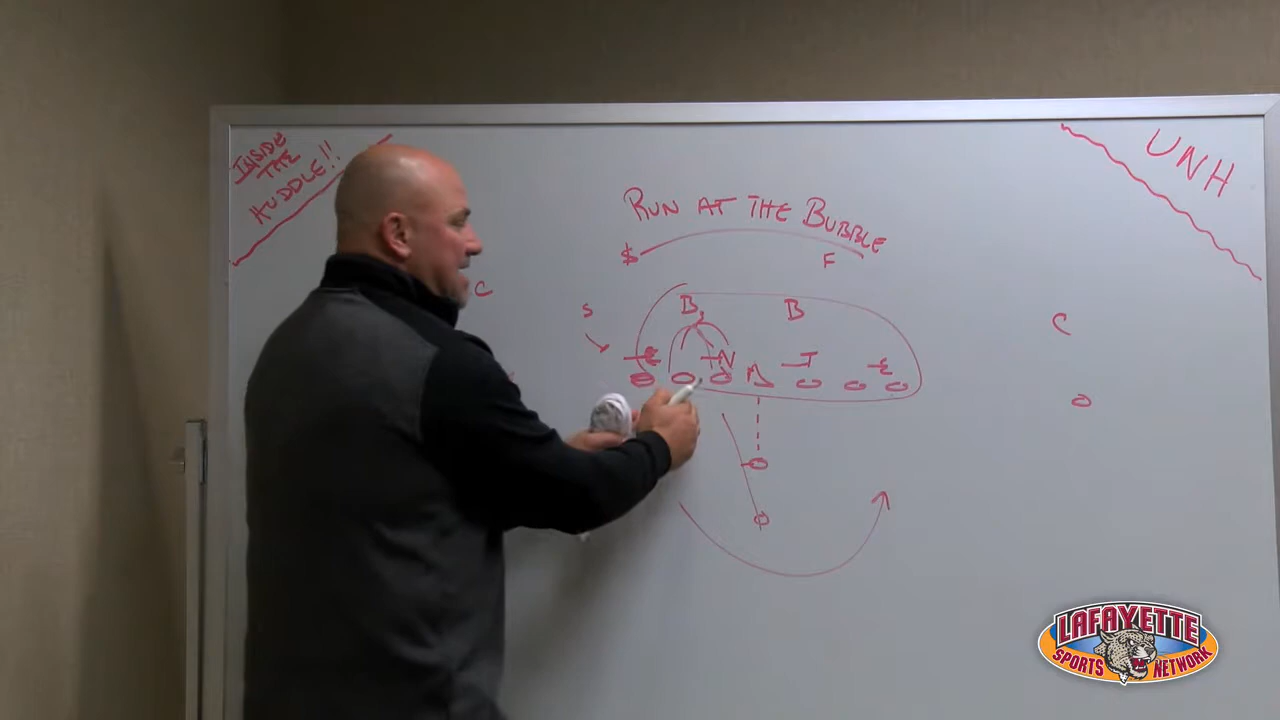 INSIDE
THE
HUDDLE!!
UNH
RUN AT THE BUBBLE
$
F
C
S
B
B
C
E
N
T
E
LAFAYETTE
SPORTS NETWORK